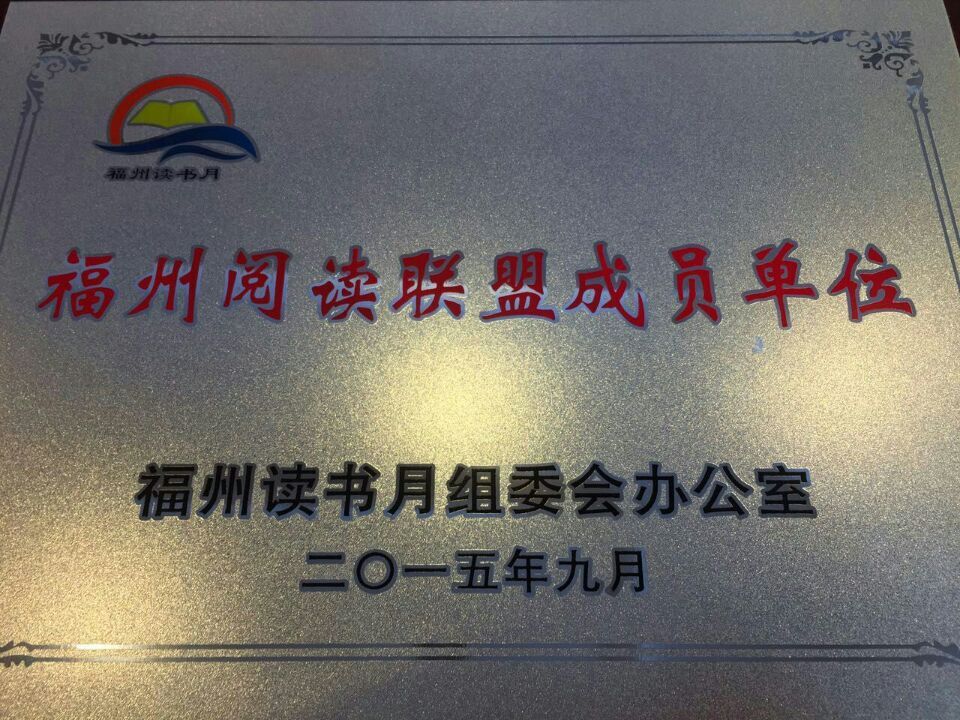 福州读书月
福州阅读联盟成员单位
福州读书月组委会办公室
二〇一五年九月